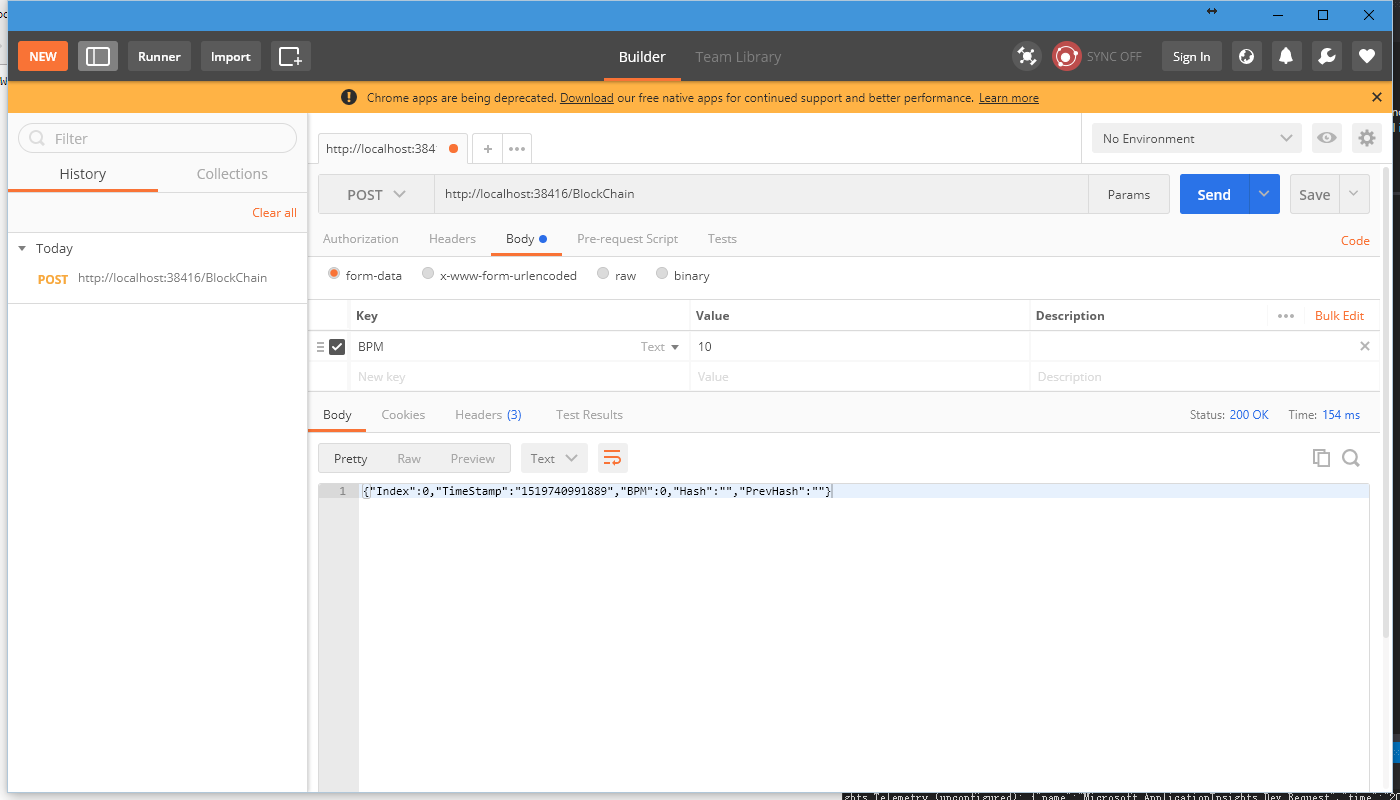 NEW Runner Import Builder Team Library SYNC OFF Sign In
Chrome apps are being deprecated. Download our free native apps for continued support and better performance. Learn more
Filter
History Collections
Clear all
Today
POST http://localhost:38416/BlockChain
http://localhost:384 + ••• No Environment
POST http://localhost:38416/BlockChain Params Send Save
Authorization Headers Body Pre-request Script Tests Code
form-data x-www-form-urlencoded raw binary
Key Value Description ••• Bulk Edit
BPM Text 10
New key Value Description
Body Cookies Headers (3) Test Results Status: 200 OK Time: 154 ms
Pretty Raw Preview Text
1 {"Index":0,"TimeStamp":"1519740991889","BPM":0,"Hash":"","PrevHash":""}
ghts Telemetry (unconfigured): {"name":"Microsoft.ApplicationInsights.Dev.Request","time":"20